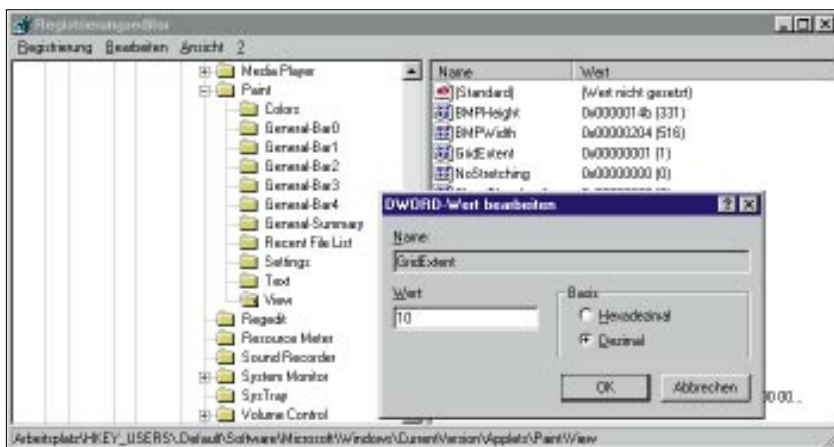 Registrierungseditor
Registrierung Bearbeiten Ansicht ?
Media Player
Paint
Colors
General-Bar0
General-Bar1
General-Bar2
General-Bar3
General-Bar4
General-Summary
Recent File List
Settings
Text
View
Regedit
Resource Meter
Sound Recorder
System Monitor
SysTray
Volume Control
Name Wert
(Standard) (Wert nicht gesetzt)
BMPHeight 0x0000014b (331)
BMPWidth 0x00000204 (516)
GridExtent 0x00000001 (1)
NoStretching 0x00000000 (0)
DWORD-Wert bearbeiten
Name:
GridExtent
Wert
10
Basis
Hexadezimal
Dezimal
OK Abbrechen
Arbeitsplatz\HKEY_USERS\.Default\Software\Microsoft\Windows\CurrentVersion\Applets\Paint\View